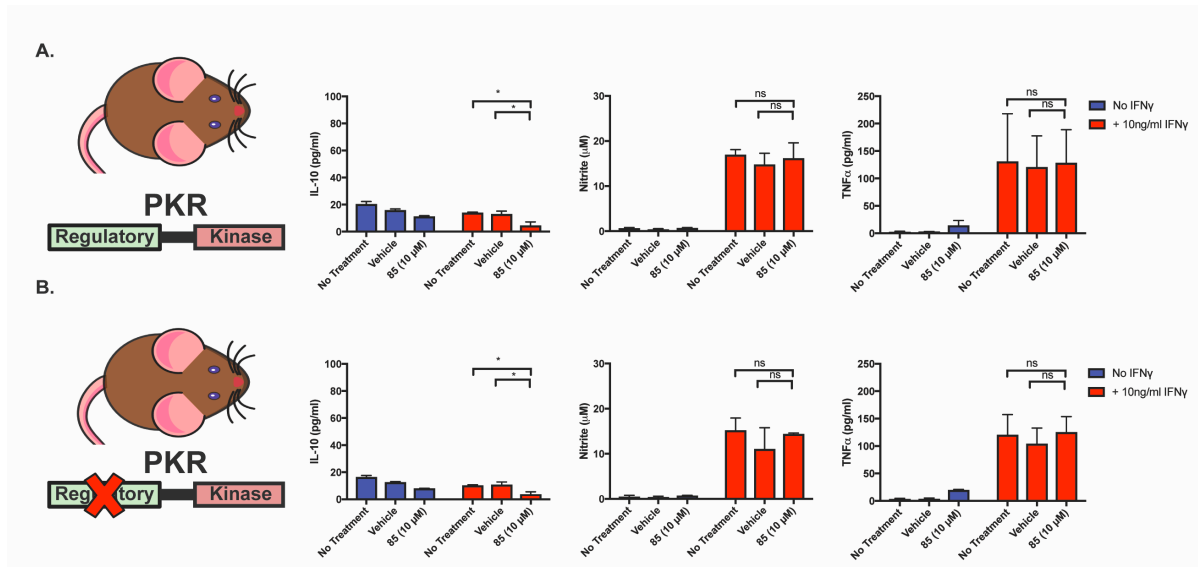 A.
PKR
Regulatory
Kinase
IL-10 (pg/ml)
100
80
60
40
20
0
No Treatment
Vehicle
85 (10 µM)
No Treatment
Vehicle
85 (10 µM)
*
*
Nitrite (µM)
30
20
10
0
No Treatment
Vehicle
85 (10 µM)
No Treatment
Vehicle
85 (10 µM)
ns
ns
TNFα (pg/ml)
250
200
150
100
50
0
No Treatment
Vehicle
85 (10 µM)
No Treatment
Vehicle
85 (10 µM)
ns
ns
No IFNγ
+ 10ng/ml IFNγ
B.
PKR
Reg tory
Kinase
IL-10 (pg/ml)
100
80
60
40
20
0
No Treatment
Vehicle
85 (10 µM)
No Treatment
Vehicle
85 (10 µM)
*
*
Nitrite (µM)
30
20
10
0
No Treatment
Vehicle
85 (10 µM)
No Treatment
Vehicle
85 (10 µM)
ns
ns
TNFα (pg/ml)
250
200
150
100
50
0
No Treatment
Vehicle
85 (10 µM)
No Treatment
Vehicle
85 (10 µM)
ns
ns
No IFNγ
+ 10ng/ml IFNγ